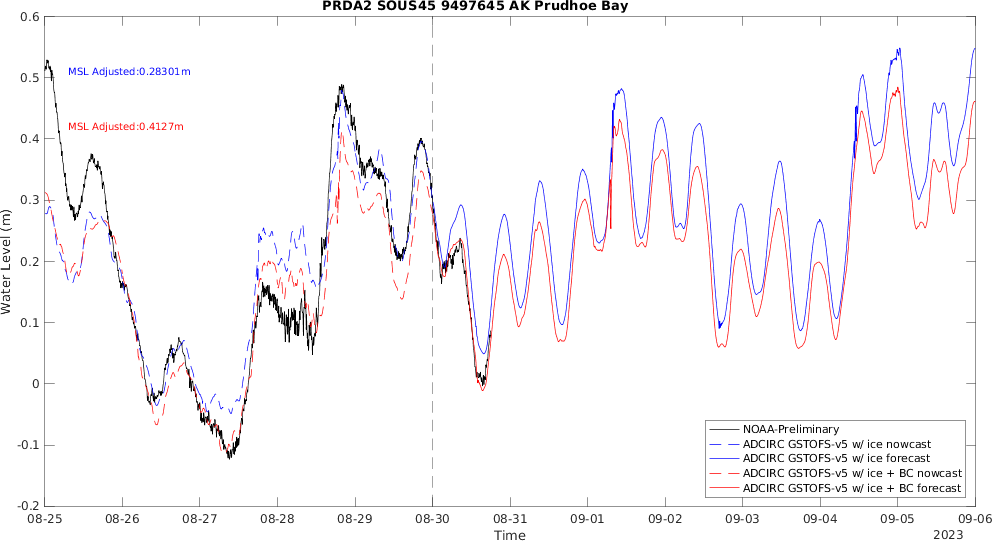 PRDA2 SOUS45 9497645 AK Prudhoe Bay
0.6
0.5
0.4
0.3
0.2
0.1
0
-0.1
-0.2
Water Level (m)
MSL Adjusted:0.28301m
MSL Adjusted:0.4127m
NOAA-Preliminary
ADCIRC GSTOFS-v5 w/ ice nowcast
ADCIRC GSTOFS-v5 w/ ice forecast
ADCIRC GSTOFS-v5 w/ ice + BC nowcast
ADCIRC GSTOFS-v5 w/ ice + BC forecast
08-25 08-26 08-27 08-28 08-29 08-30 08-31 09-01 09-02 09-03 09-04 09-05 09-06
Time
2023